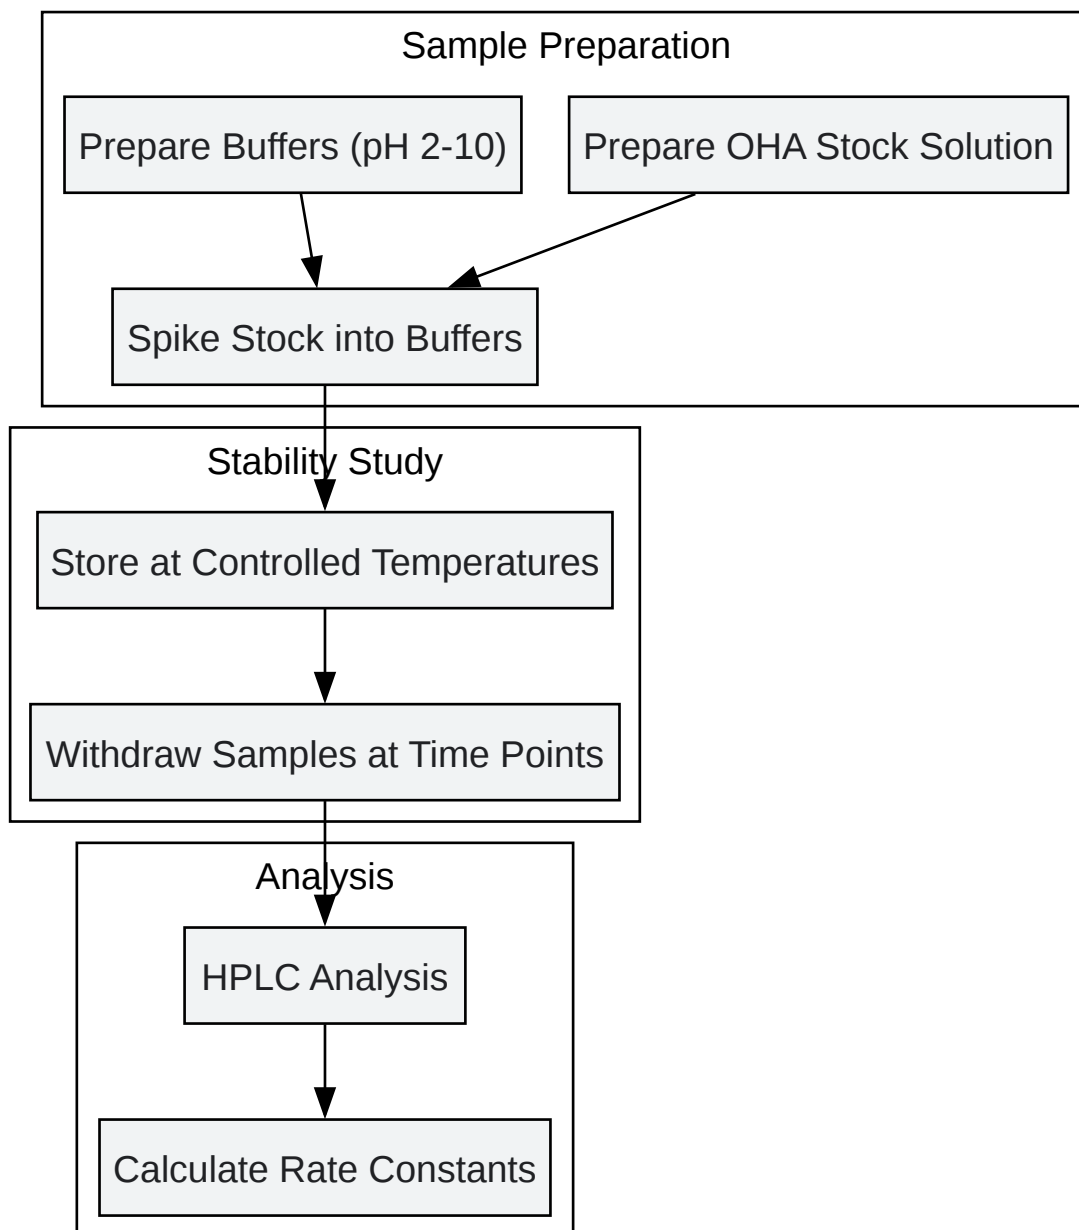 Sample Preparation
Prepare Buffers (pH 2-10)
Prepare OHA Stock Solution
Spike Stock into Buffers
Stability Study
Store at Controlled Temperatures
Withdraw Samples at Time Points
Analysis
HPLC Analysis
Calculate Rate Constants